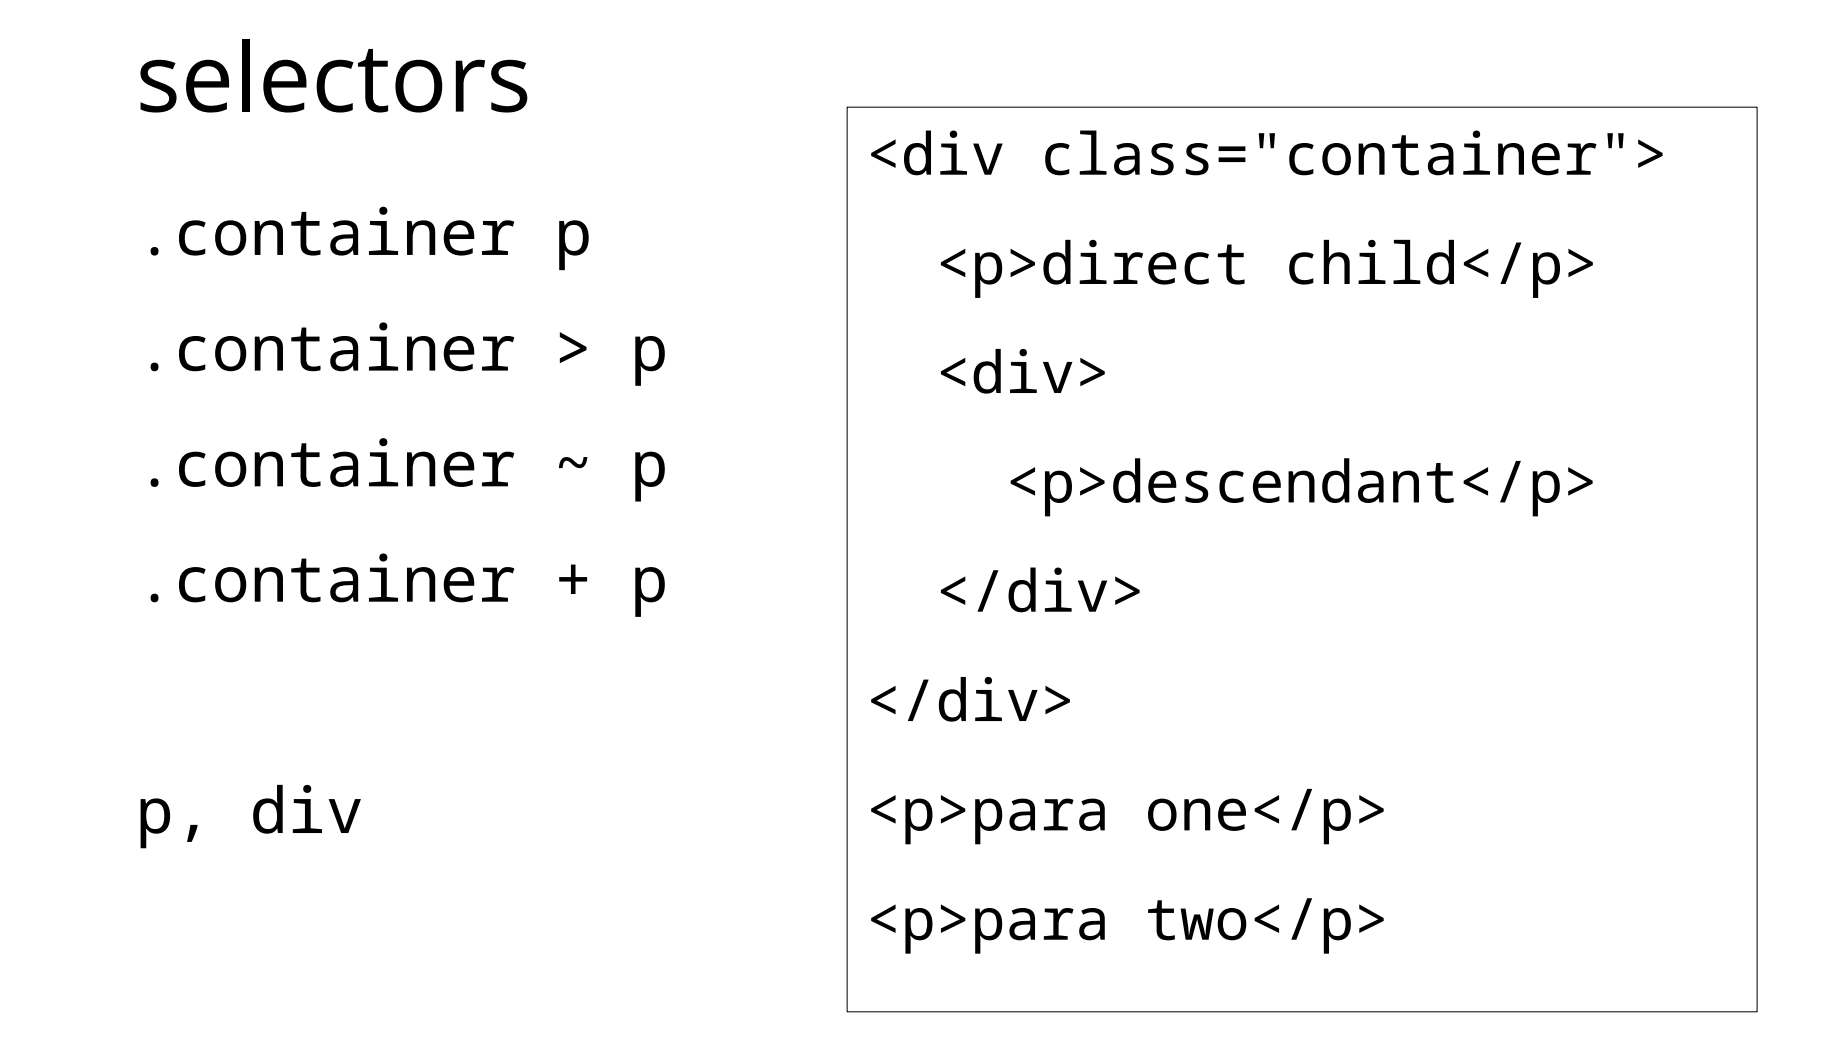 selectors
.container p
.container > p
.container ~ p
.container + p
p, div
<div class="container">
  <p>direct child</p>
  <div>
    <p>descendant</p>
  </div>
</div>
<p>para one</p>
<p>para two</p>